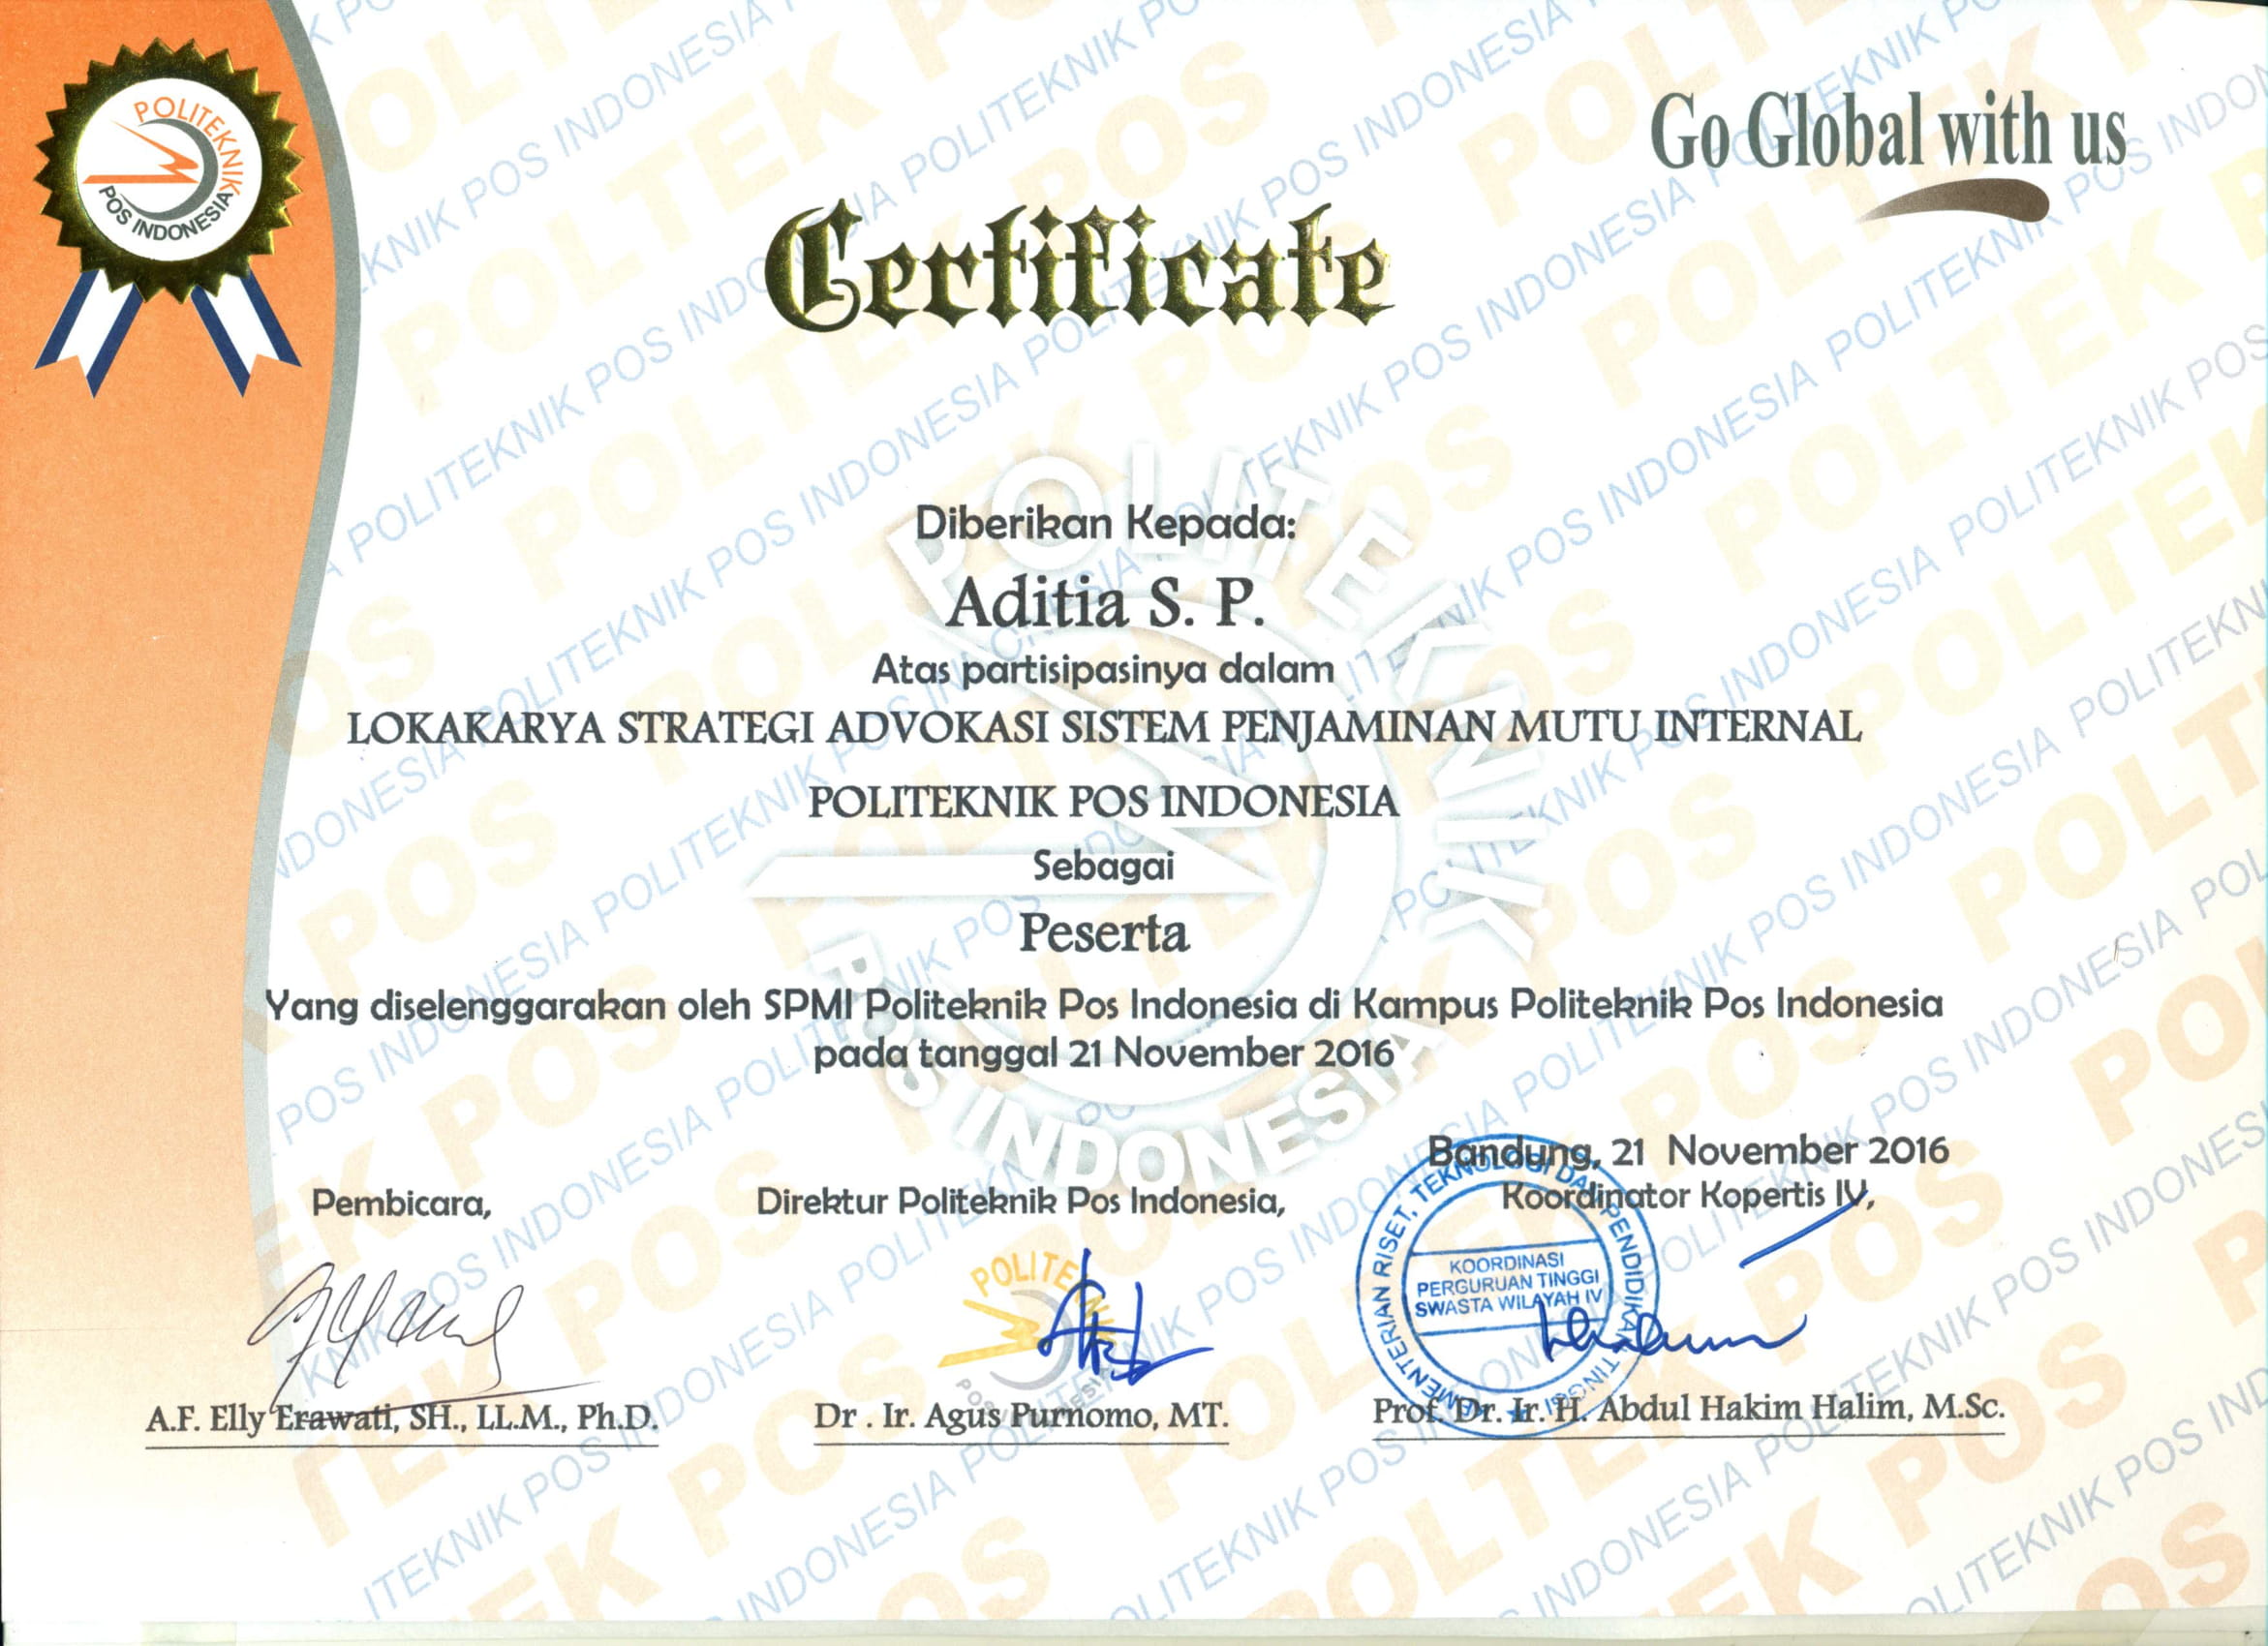 POLITEKNIK
POS INDONESIA
Go Global with us
Certificate
Diberikan Kepada:
Aditia S. P.
Atas partisipasinya dalam
LOKAKARYA STRATEGI ADVOKASI SISTEM PENJAMINAN MUTU INTERNAL
POLITEKNIK POS INDONESIA
Sebagai
Peserta
Yang diselenggarakan oleh SPMI Politeknik Pos Indonesia di Kampus Politeknik Pos Indonesia
pada tanggal 21 November 2016
Bandung, 21 November 2016
Pembicara,
Direktur Politeknik Pos Indonesia,
Koordinator Kopertis IV,
KEMENTERIAN RISET, TEKNOLOGI DAN PENDIDIKAN TINGGI
KOORDINASI
PERGURUAN TINGGI
SWASTA WILAYAH IV
A.F. Elly Erawati, SH., LL.M., Ph.D.
Dr . Ir. Agus Purnomo, MT.
Prof. Dr. Ir. H. Abdul Hakim Halim, M.Sc.